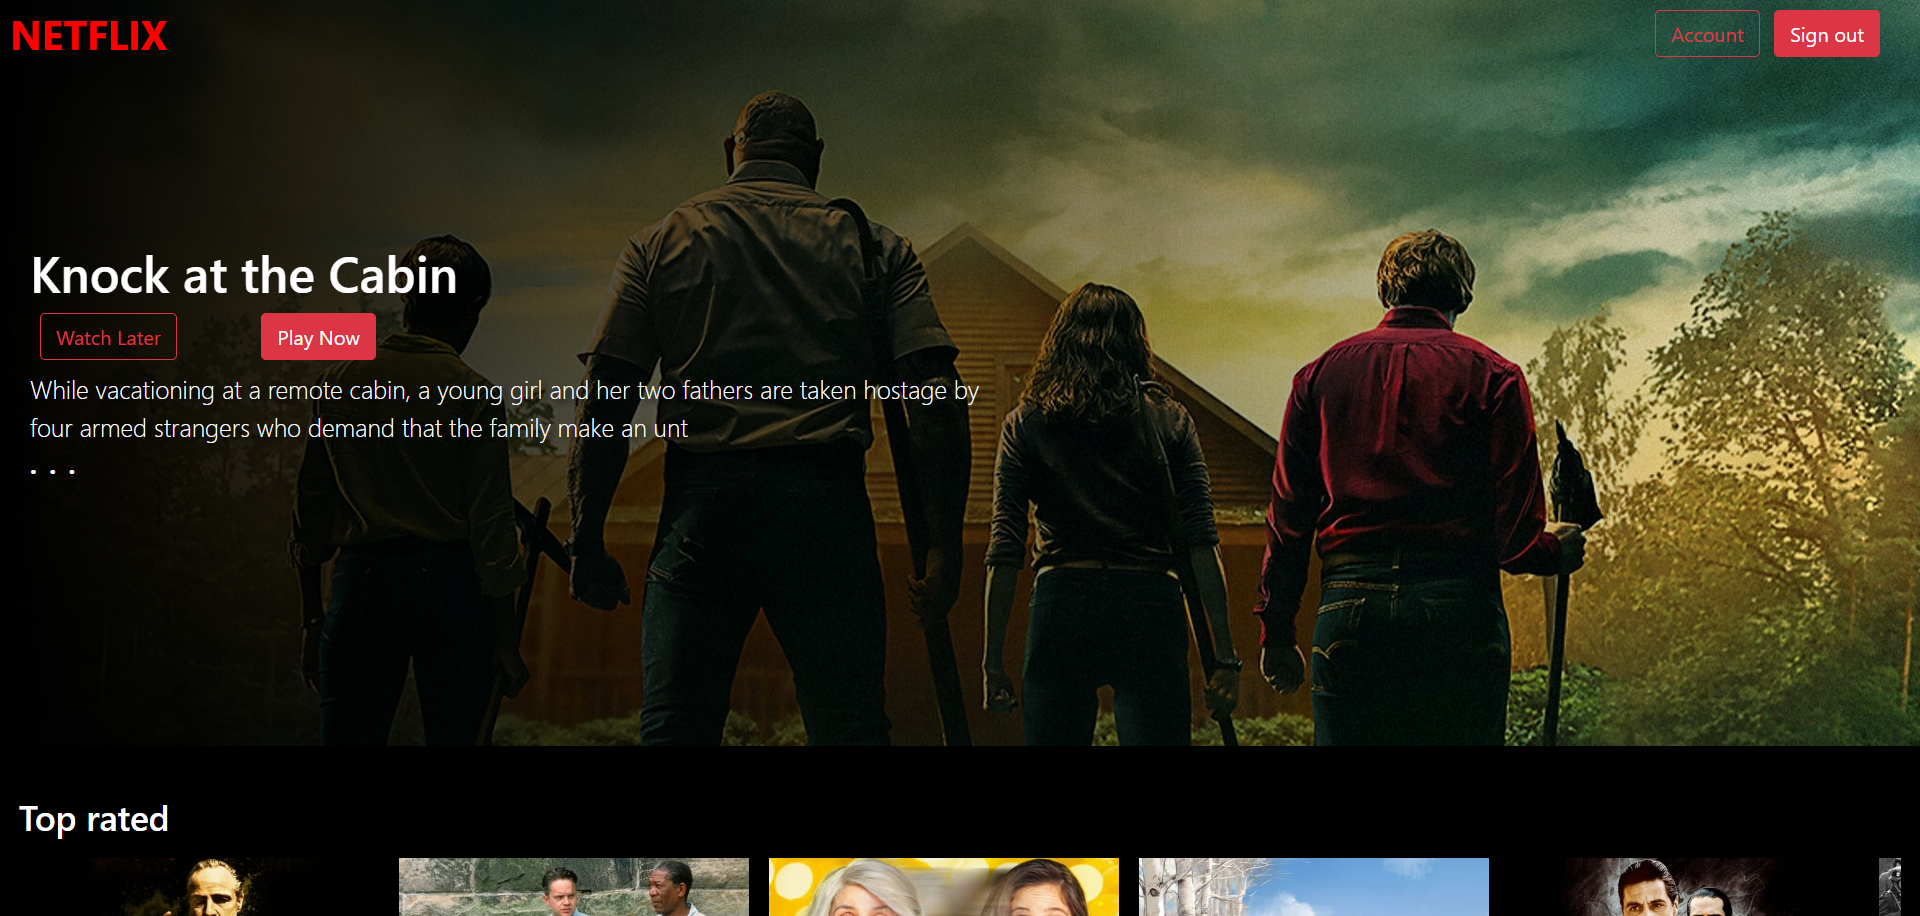 NETFLIX
Account
Sign out
Knock at the Cabin
Watch Later
Play Now
While vacationing at a remote cabin, a young girl and her two fathers are taken hostage by
four armed strangers who demand that the family make an unt
. . .
Top rated